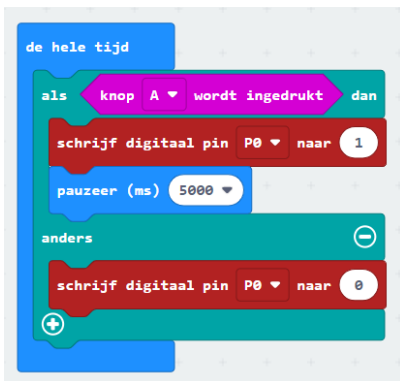 de hele tijd
als knop A wordt ingedrukt dan
schrijf digitaal pin P0 naar 1
pauzeer (ms) 5000
anders
schrijf digitaal pin P0 naar 0